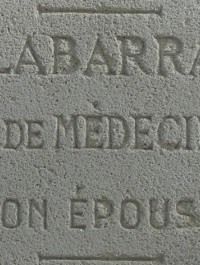 LABARRA
DE MÉDECI
ON ÉPOUS